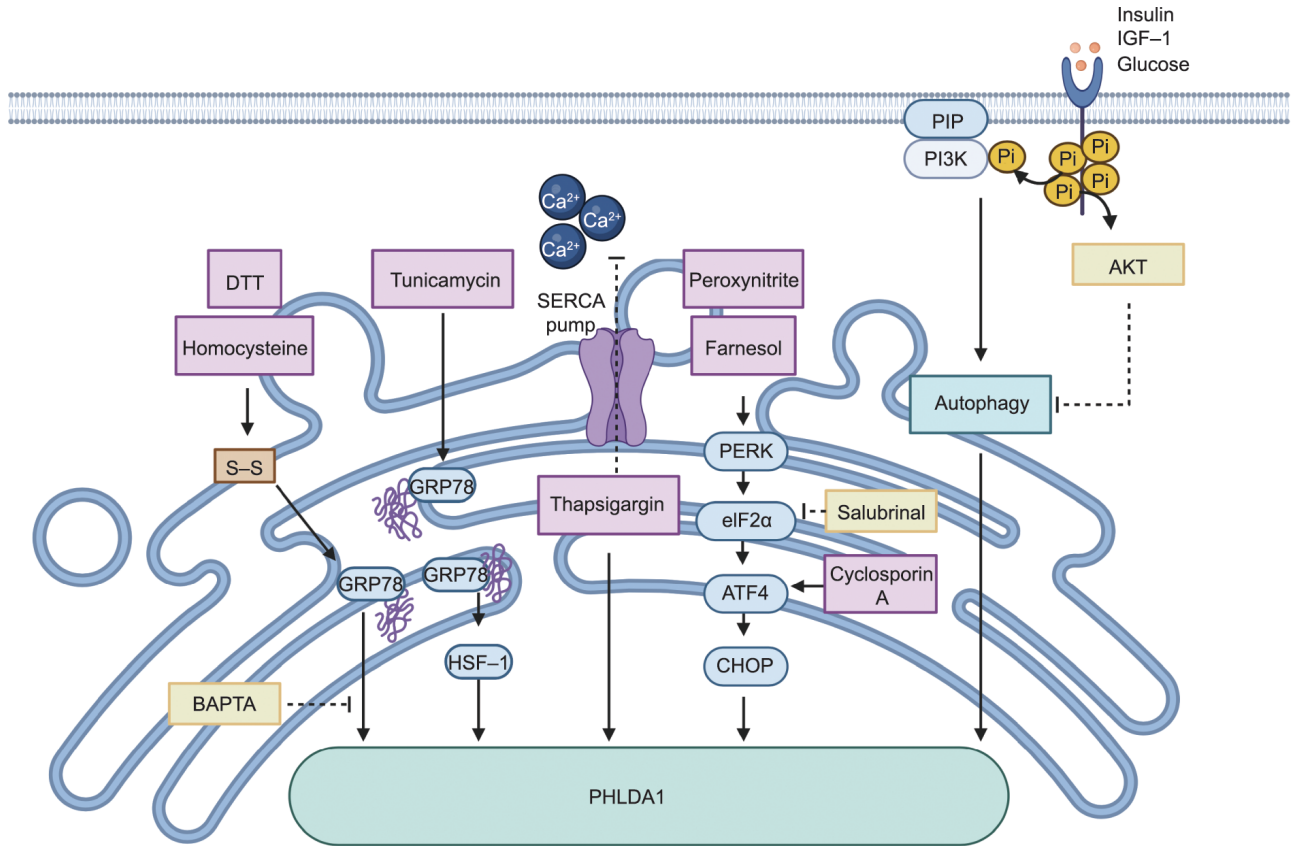 Insulin
IGF–1
Glucose
PIP
PI3K
Pi
Pi
Pi
Pi
Pi
Ca2+
Ca2+
Ca2+
AKT
DTT
Tunicamycin
SERCA
pump
Peroxynitrite
Homocysteine
Farnesol
Autophagy
S–S
GRP78
PERK
Thapsigargin
eIF2α
Salubrinal
GRP78
GRP78
ATF4
Cyclosporin
A
HSF–1
CHOP
BAPTA
PHLDA1